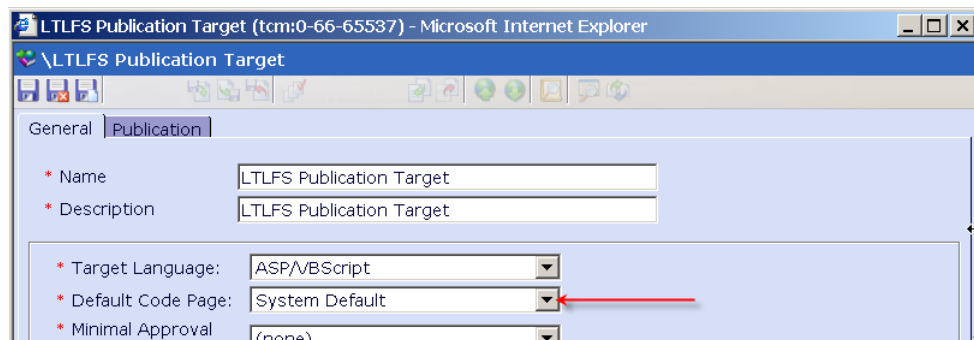 LTLFS Publication Target (tcm:0-66-65537) - Microsoft Internet Explorer
\LTLFS Publication Target
General Publication
* Name LTLFS Publication Target
* Description LTLFS Publication Target
* Target Language: ASP/VBScript
* Default Code Page: System Default
* Minimal Approval
(none)